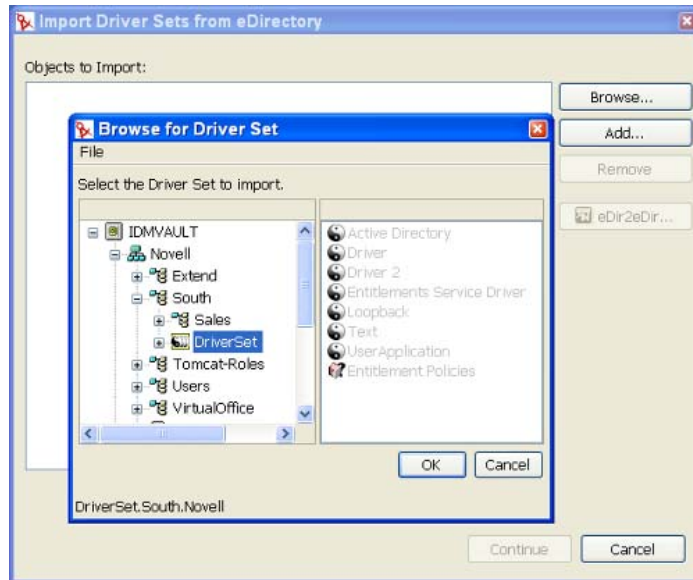 Import Driver Sets from eDirectory
Objects to Import:
Browse...
Add...
Remove
eDir2eDir...
Browse for Driver Set
File
Select the Driver Set to import.
IDMVAULT
Novell
Extend
South
Sales
DriverSet
Tomcat-Roles
Users
VirtualOffice
Active Directory
Driver
Driver 2
Entitlements Service Driver
Loopback
Text
UserApplication
Entitlement Policies
OK
Cancel
DriverSet.South.Novell
Continue
Cancel